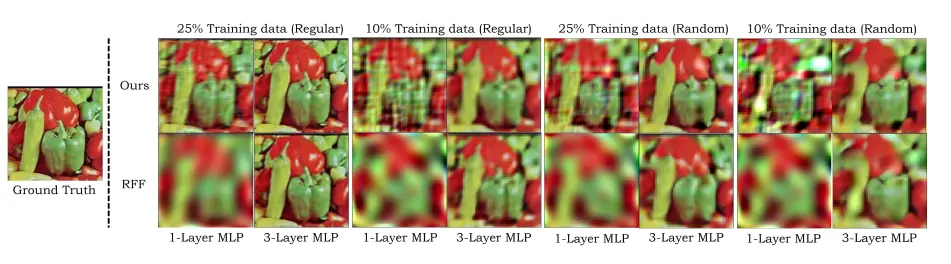 25% Training data (Regular)
10% Training data (Regular)
25% Training data (Random)
10% Training data (Random)
Ours
Ground Truth
RFF
1-Layer MLP
3-Layer MLP
1-Layer MLP
3-Layer MLP
1-Layer MLP
3-Layer MLP
1-Layer MLP
3-Layer MLP